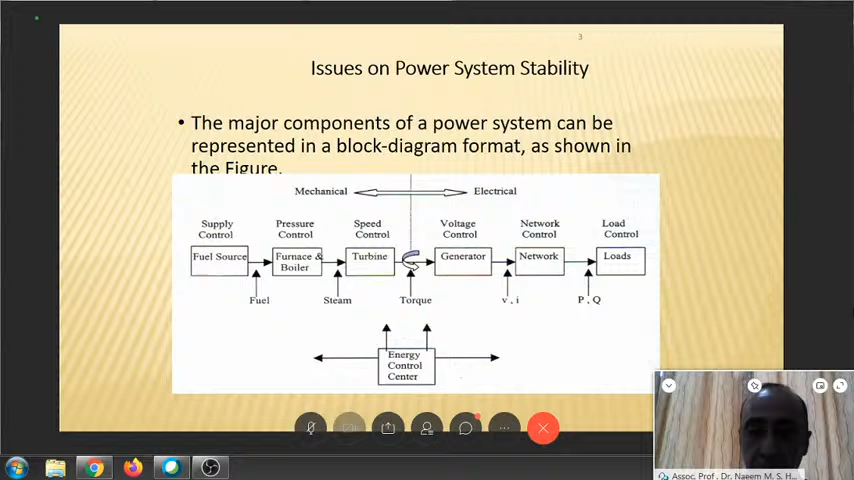 3
Issues on Power System Stability
• The major components of a power system can be
represented in a block-diagram format, as shown in
the Figure.
Mechanical Electrical
Supply Control
Pressure Control
Speed Control
Voltage Control
Network Control
Load Control
Fuel Source
Furnace & Boiler
Turbine
Generator
Network
Loads
Fuel
Steam
Torque
v , i
P , Q
Energy
Control
Center
Assoc. Prof. Dr. Naeem M. S. H...